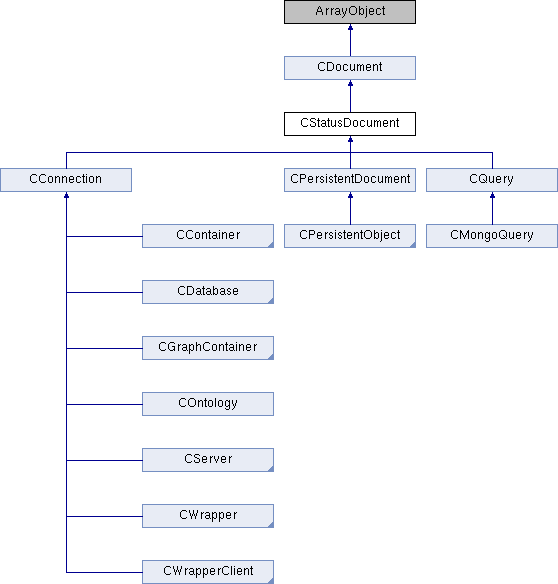 ArrayObject
CDocument
CStatusDocument
CConnection
CPersistentDocument
CQuery
CContainer
CPersistentObject
CMongoQuery
CDatabase
CGraphContainer
COntology
CServer
CWrapper
CWrapperClient